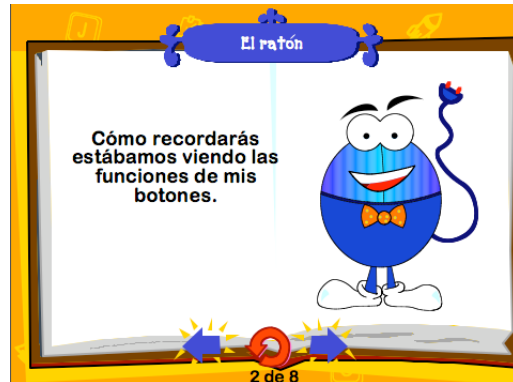 El ratón
Cómo recordarás
estábamos viendo las
funciones de mis
botones.
2 de 8